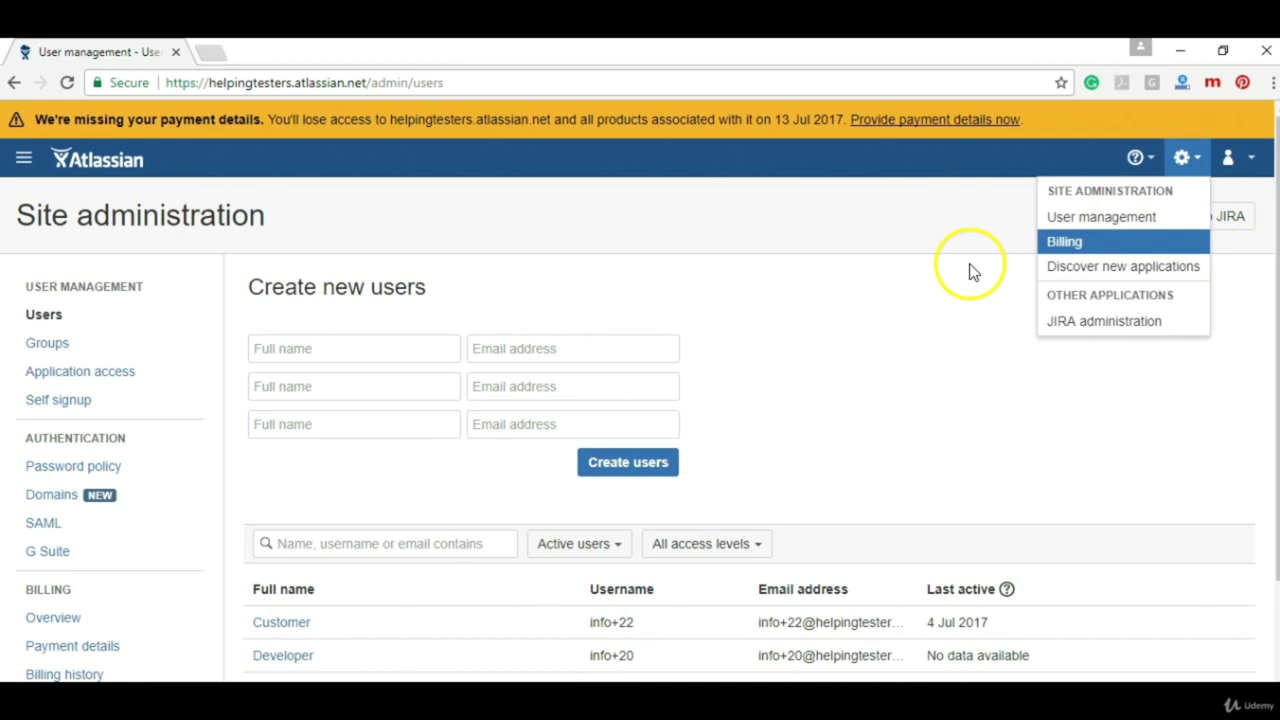 User management - Use
Secure https://helpingtesters.atlassian.net/admin/users
We're missing your payment details. You'll lose access to helpingtesters.atlassian.net and all products associated with it on 13 Jul 2017. Provide payment details now.
Atlassian
SITE ADMINISTRATION
User management
Billing
Discover new applications
OTHER APPLICATIONS
JIRA administration
JIRA
Site administration
USER MANAGEMENT
Users
Groups
Application access
Self signup
AUTHENTICATION
Password policy
Domains NEW
SAML
G Suite
BILLING
Overview
Payment details
Billing history
Create new users
Full name Email address
Full name Email address
Full name Email address
Create users
Name, username or email contains Active users All access levels
Full name Username Email address Last active
Customer info+22 info+22@helpingtester... 4 Jul 2017
Developer info+20 info+20@helpingtester... No data available
Udemy